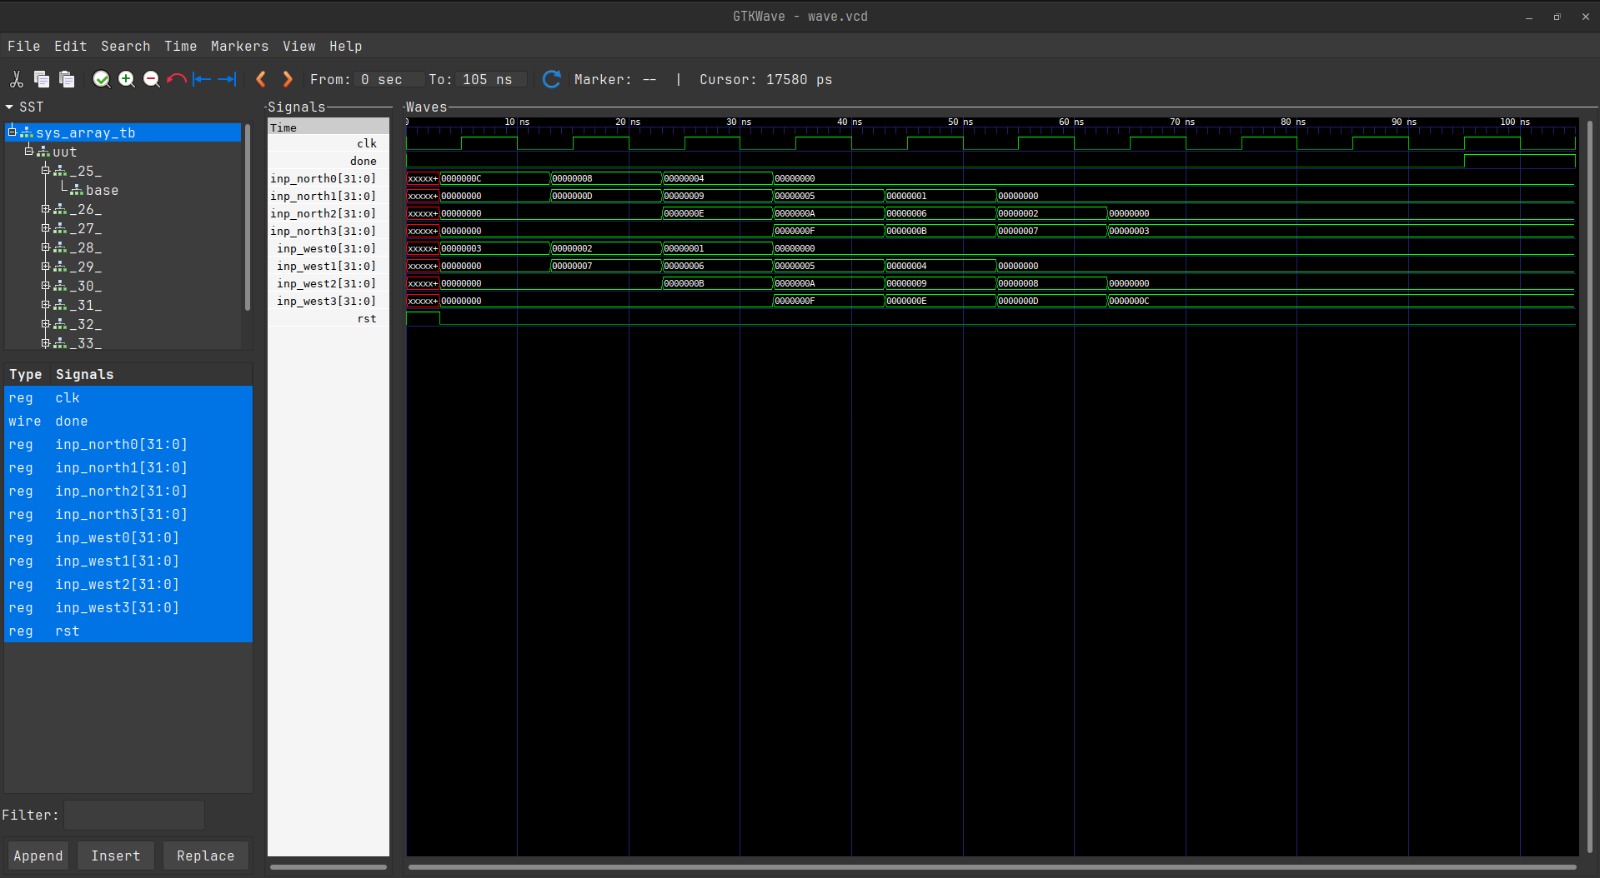 GTKWave - wave.vcd
File Edit Search Time Markers View Help
From: 0 sec To: 105 ns Marker: -- | Cursor: 17580 ps
SST
sys_array_tb
uut
_25_
base
_26_
_27_
_28_
_29_
_30_
_31_
_32_
_33_
Type Signals
reg clk
wire done
reg inp_north0[31:0]
reg inp_north1[31:0]
reg inp_north2[31:0]
reg inp_north3[31:0]
reg inp_west0[31:0]
reg inp_west1[31:0]
reg inp_west2[31:0]
reg inp_west3[31:0]
reg rst
Filter:
Append Insert Replace
Signals
Time
clk
done
inp_north0[31:0]
inp_north1[31:0]
inp_north2[31:0]
inp_north3[31:0]
inp_west0[31:0]
inp_west1[31:0]
inp_west2[31:0]
inp_west3[31:0]
rst
Waves
0 10 ns 20 ns 30 ns 40 ns 50 ns 60 ns 70 ns 80 ns 90 ns 100 ns
xxxxx+ 0000000C 00000008 00000004 00000000
xxxxx+ 00000000 0000000D 00000009 00000005 00000001 00000000
xxxxx+ 00000000 0000000E 0000000A 00000006 00000002 00000000
xxxxx+ 00000000 0000000F 0000000B 00000007 00000003
xxxxx+ 00000003 00000002 00000001 00000000
xxxxx+ 00000000 00000007 00000006 00000005 00000004 00000000
xxxxx+ 00000000 0000000B 0000000A 00000009 00000008 00000000
xxxxx+ 00000000 0000000F 0000000E 0000000D 0000000C